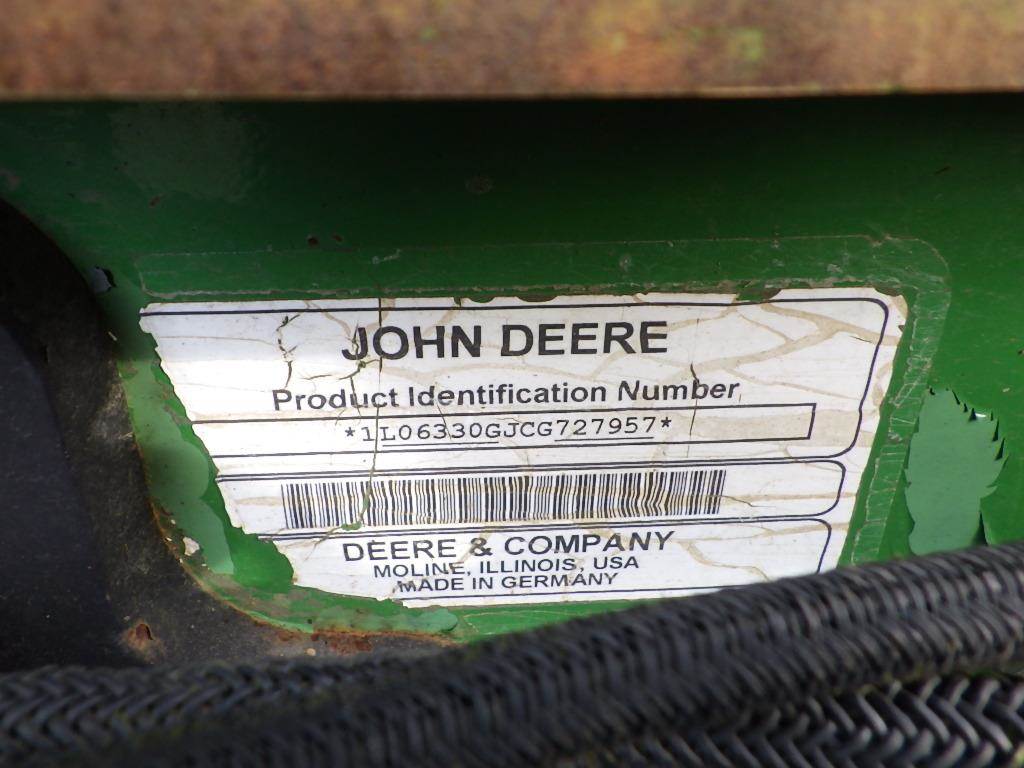 JOHN DEERE
Product Identification Number
*1L06330GJCG727957*
DEERE & COMPANY
MOLINE, ILLINOIS, USA
MADE IN GERMANY